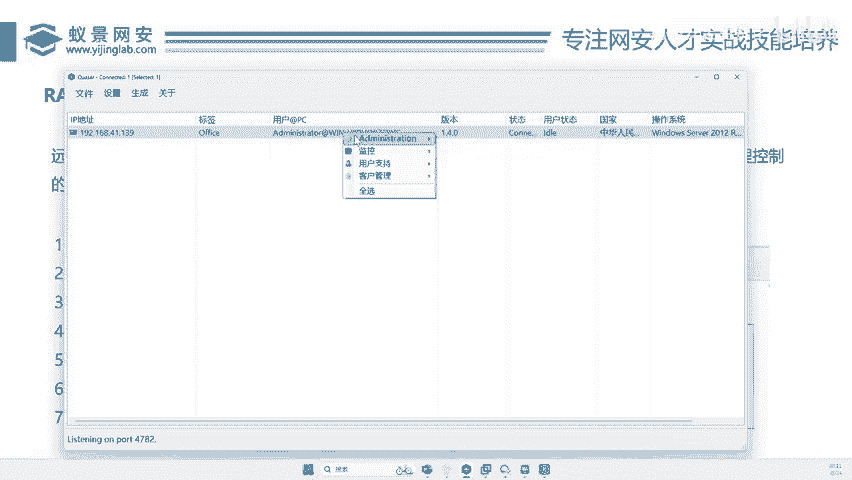 蚁景网安
www.yijinglab.com
专注网安人才实战技能培养
Quasar - Connected: 1 [Selected: 1]
文件 设置 生成 关于
RA
IP地址 标签 用户@PC 版本 状态 用户状态 国家 操作系统
192.168.41.139 Office Administrator@WIN 1.4.0 Conne... Idle 中华人民... Windows Server 2012 R...
Administration
监控
用户支持
客户管理
全选
远
程控制
的
1
2
3
4
5
6
7
Listening on port 4782.
搜索